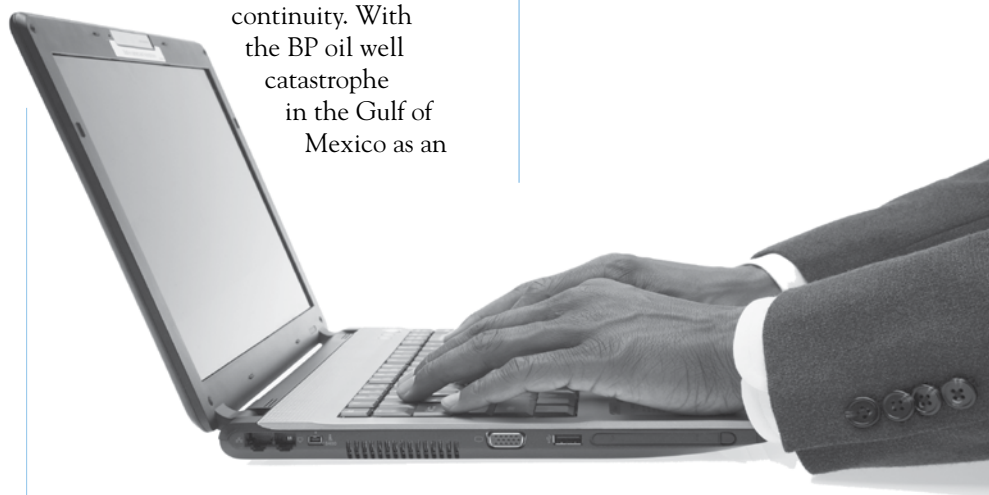 continuity. With
the BP oil well
catastrophe
in the Gulf of
Mexico as an